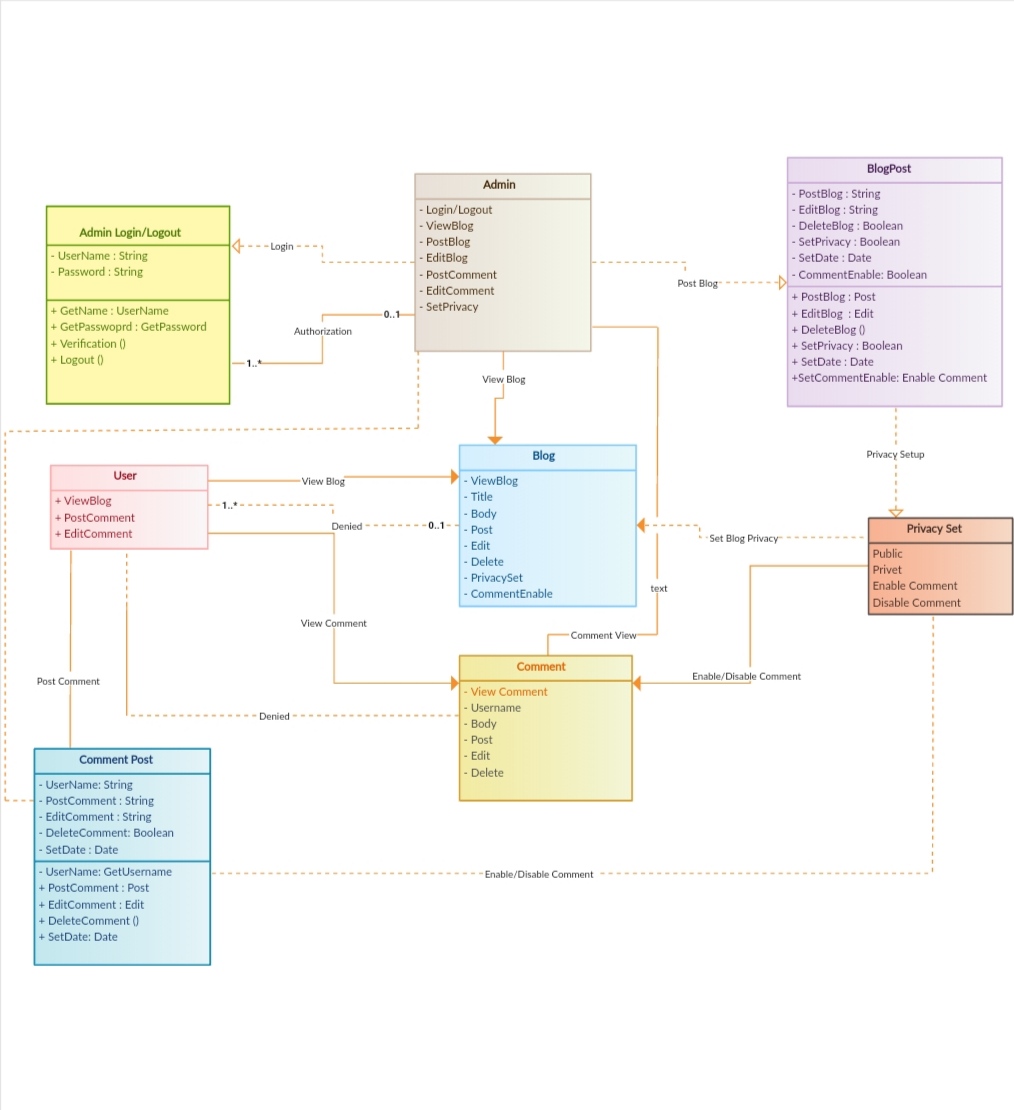 Admin Login/Logout
- UserName : String
- Password : String
+ GetName : UserName
+ GetPasswoprd : GetPassword
+ Verification ()
+ Logout ()
Login
Authorization
0..1
1..*
Admin
- Login/Logout
- ViewBlog
- PostBlog
- EditBlog
- PostComment
- EditComment
- SetPrivacy
Post Blog
BlogPost
- PostBlog : String
- EditBlog : String
- DeleteBlog : Boolean
- SetPrivacy : Boolean
- SetDate : Date
- CommentEnable: Boolean
+ PostBlog : Post
+ EditBlog  : Edit
+ DeleteBlog ()
+ SetPrivacy : Boolean
+ SetDate : Date
+SetCommentEnable: Enable Comment
View Blog
Privacy Setup
User
+ ViewBlog
+ PostComment
+ EditComment
View Blog
1..*
Denied
0..1
Blog
- ViewBlog
- Title
- Body
- Post
- Edit
- Delete
- PrivacySet
- CommentEnable
Set Blog Privacy
Privacy Set
Public
Privet
Enable Comment
Disable Comment
text
View Comment
Comment View
Enable/Disable Comment
Post Comment
Denied
Comment
- View Comment
- Username
- Body
- Post
- Edit
- Delete
Comment Post
- UserName: String
- PostComment : String
- EditComment : String
- DeleteComment: Boolean
- SetDate : Date
- UserName: GetUsername
+ PostComment : Post
+ EditComment : Edit
+ DeleteComment ()
+ SetDate: Date
Enable/Disable Comment